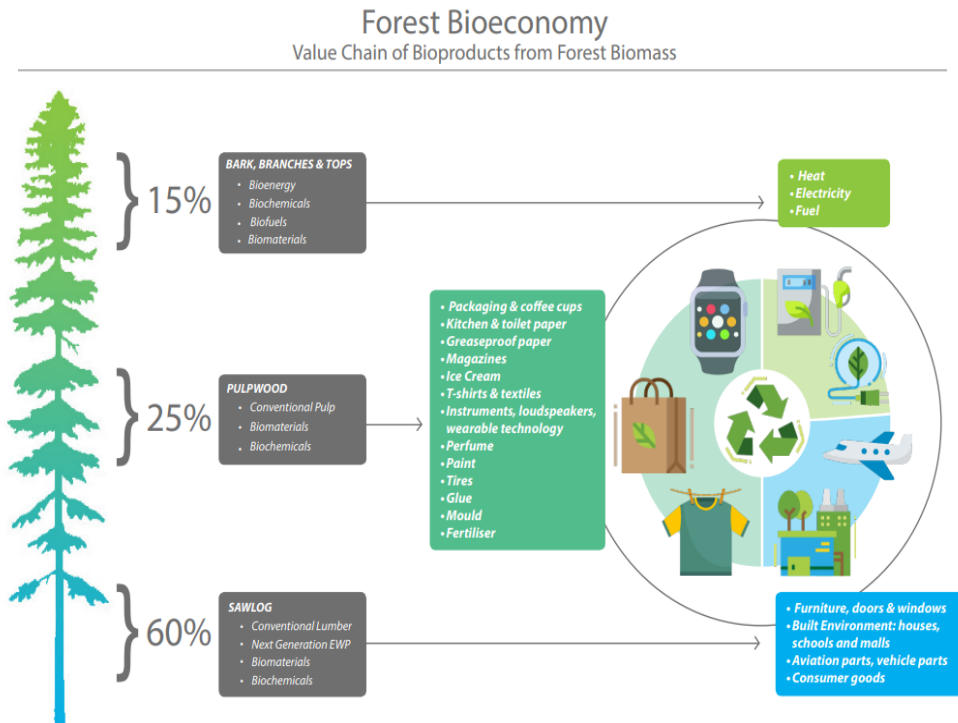 Forest Bioeconomy
Value Chain of Bioproducts from Forest Biomass
15%
BARK, BRANCHES & TOPS
• Bioenergy
• Biochemicals
• Biofuels
• Biomaterials
• Heat
• Electricity
• Fuel
25%
PULPWOOD
• Conventional Pulp
• Biomaterials
• Biochemicals
• Packaging & coffee cups
• Kitchen & toilet paper
• Greaseproof paper
• Magazines
• Ice Cream
• T-shirts & textiles
• Instruments, loudspeakers,
wearable technology
• Perfume
• Paint
• Tires
• Glue
• Mould
• Fertiliser
60%
SAWLOG
• Conventional Lumber
• Next Generation EWP
• Biomaterials
• Biochemicals
• Furniture, doors & windows
• Built Environment: houses,
schools and malls
• Aviation parts, vehicle parts
• Consumer goods